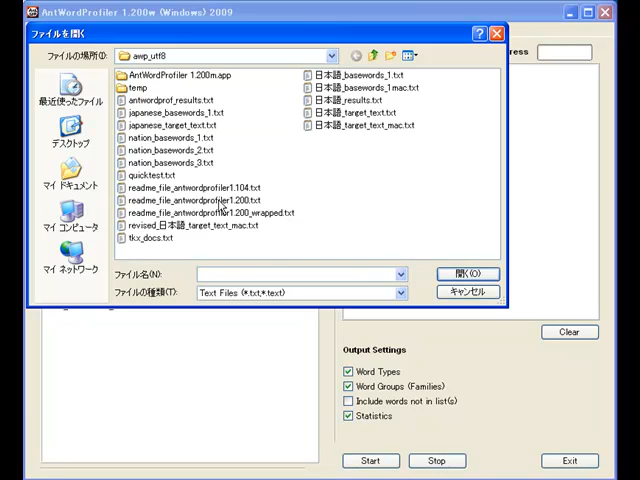 AntWordProfiler 1.200w (Windows) 2009
ファイルを開く
ファイルの場所(I):
awp_utf8
最近使ったファイル
デスクトップ
マイ ドキュメント
マイ コンピュータ
マイ ネットワーク
AntWordProfiler 1.200m.app
temp
antwordprof_results.txt
japanese_basewords_1.txt
japanese_target_text.txt
nation_basewords_1.txt
nation_basewords_2.txt
nation_basewords_3.txt
quicktest.txt
readme_file_antwordprofiler1.104.txt
readme_file_antwordprofiler1.200.txt
readme_file_antwordprofiler1.200_wrapped.txt
revised_日本語_target_text_mac.txt
tkx_docs.txt
日本語_basewords_1.txt
日本語_basewords_1mac.txt
日本語_results.txt
日本語_target_text.txt
日本語_target_text_mac.txt
ファイル名(N):
開く(O)
ファイルの種類(T):
Text Files (*.txt,*.text)
キャンセル
Clear
Output Settings
Word Types
Word Groups (Families)
Include words not in list(s)
Statistics
Start
Stop
Exit